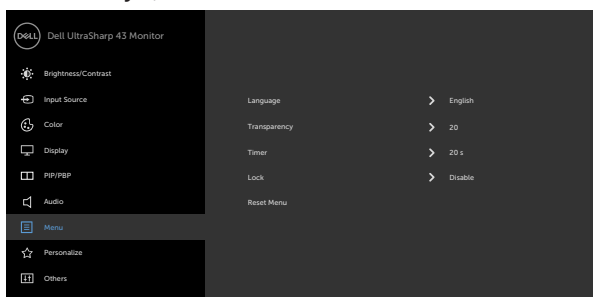 DELL Dell UltraSharp 43 Monitor
Brightness/Contrast
Input Source
Color
Display
PIP/PBP
Audio
Menu
Personalize
Others
Language English
Transparency 20
Timer 20 s
Lock Disable
Reset Menu